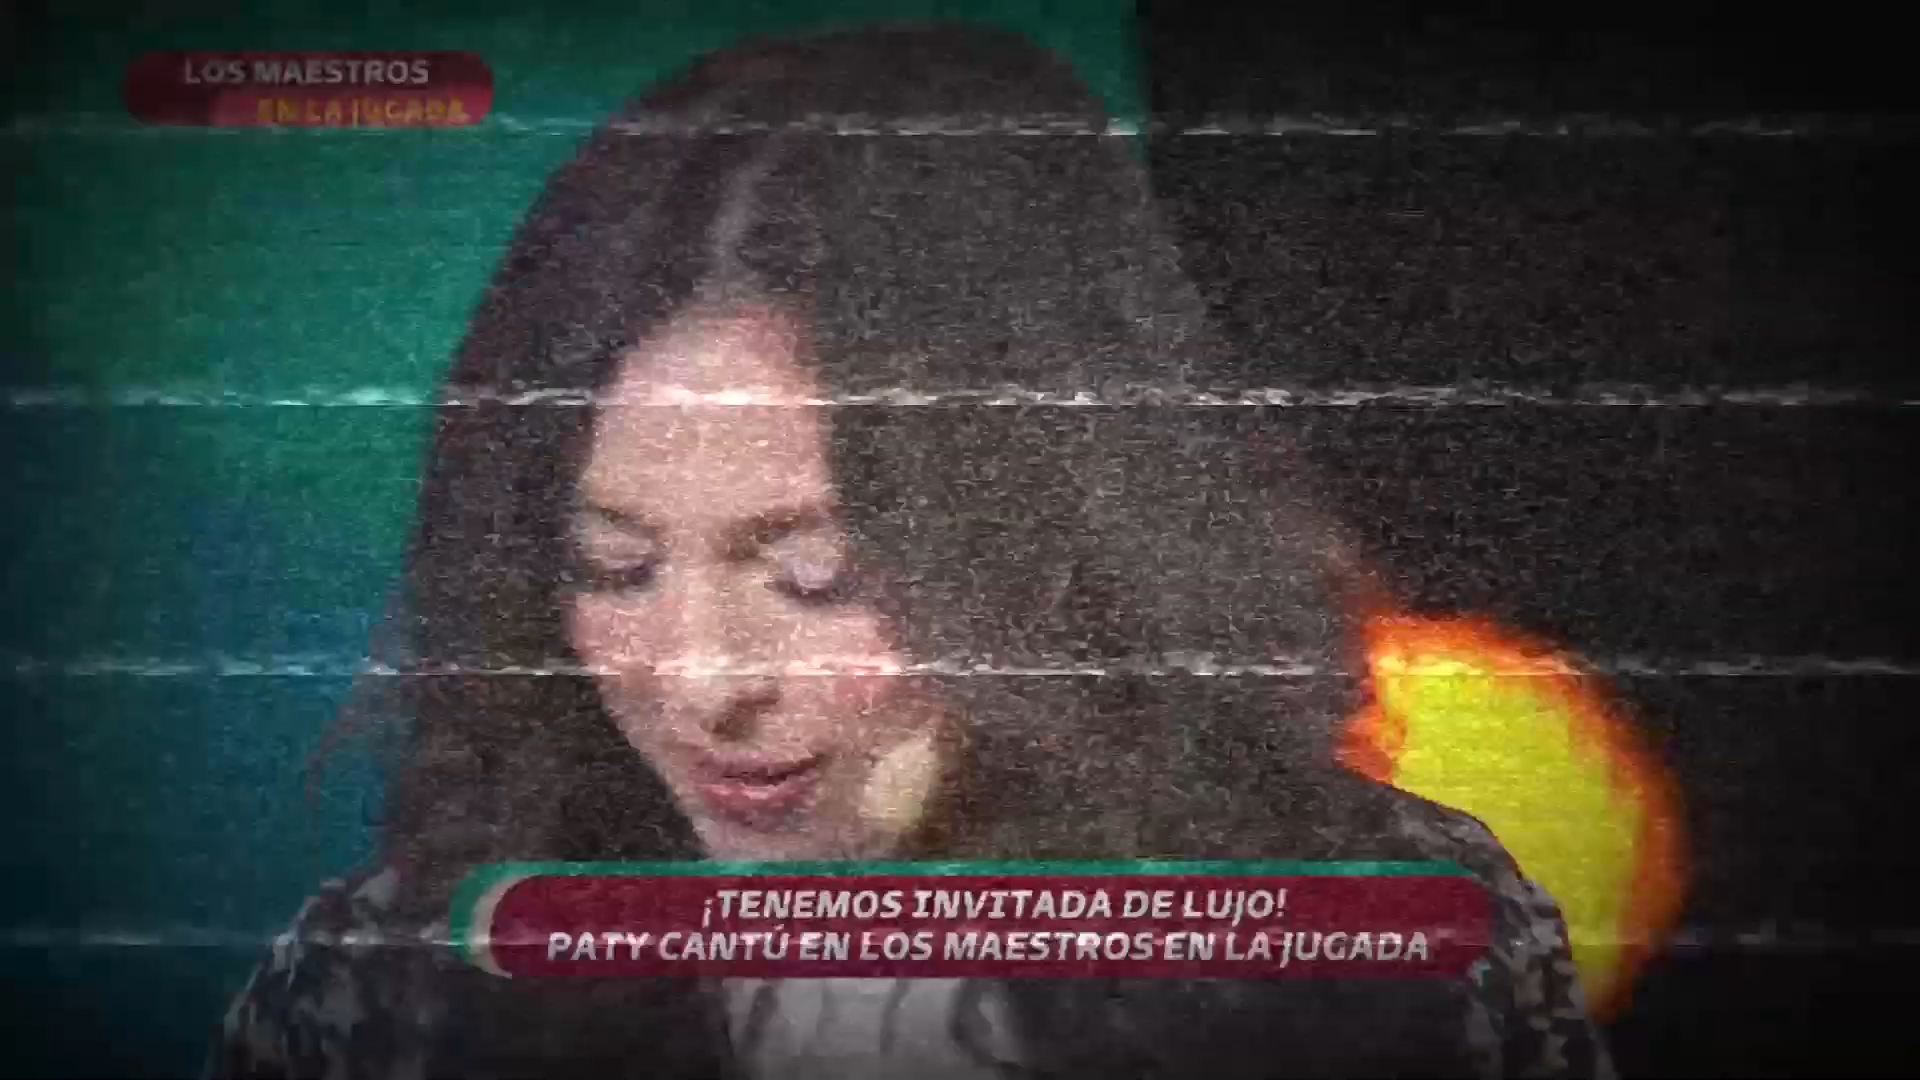 LOS MAESTROS
EN LA JUGADA
¡TENEMOS INVITADA DE LUJO!
PATY CANTÚ EN LOS MAESTROS EN LA JUGADA